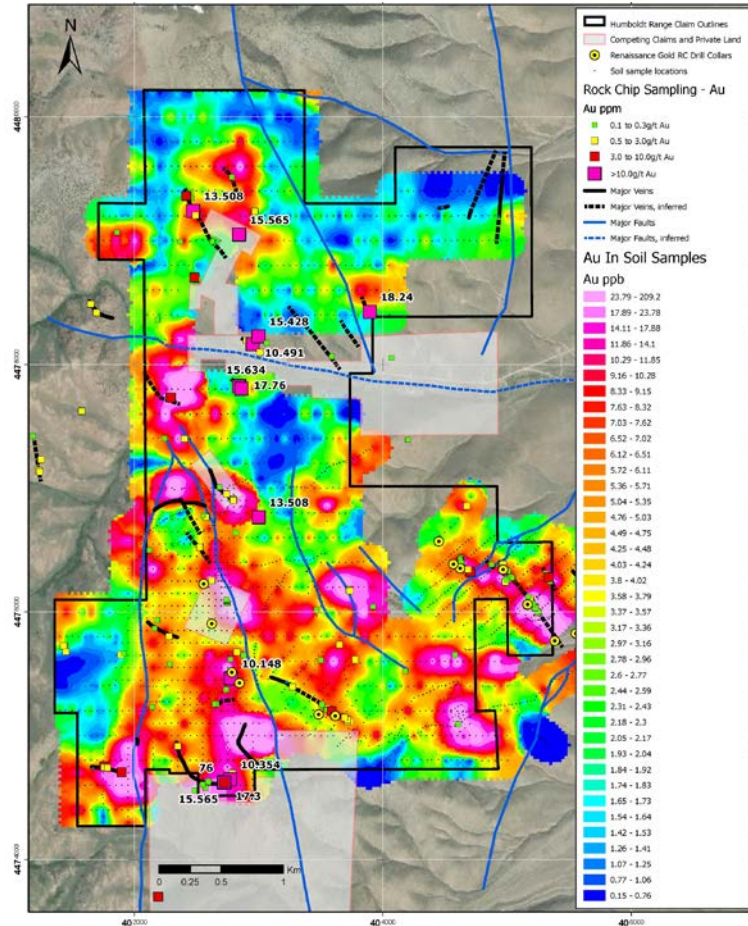 N
Humboldt Range Claim Outlines
Competing Claims and Private Land
Renaissance Gold RC Drill Collars
Soil sample locations
Rock Chip Sampling - Au
Au ppm
0.1 to 0.3g/t Au
0.5 to 3.0g/t Au
3.0 to 10.0g/t Au
>10.0g/t Au
Major Veins
Major Veins, inferred
Major Faults
Major Faults, inferred
Au In Soil Samples
Au ppb
23.79 - 209.2
17.89 - 23.78
14.11 - 17.88
11.86 - 14.1
10.29 - 11.85
9.16 - 10.28
8.33 - 9.15
7.63 - 8.32
7.03 - 7.62
6.52 - 7.02
6.12 - 6.51
5.72 - 6.11
5.36 - 5.71
5.04 - 5.35
4.76 - 5.03
4.49 - 4.75
4.25 - 4.48
4.03 - 4.24
3.8 - 4.02
3.58 - 3.79
3.37 - 3.57
3.17 - 3.36
2.97 - 3.16
2.78 - 2.96
2.6 - 2.77
2.44 - 2.59
2.31 - 2.43
2.18 - 2.3
2.05 - 2.17
1.93 - 2.04
1.84 - 1.92
1.74 - 1.83
1.65 - 1.73
1.54 - 1.64
1.42 - 1.53
1.26 - 1.41
1.07 - 1.25
0.77 - 1.06
0.15 - 0.76
13.508
15.565
18.24
15.428
10.491
15.634
17.76
13.508
10.148
76
10.354
15.565
17.3
Km
0 0.25 0.5 1